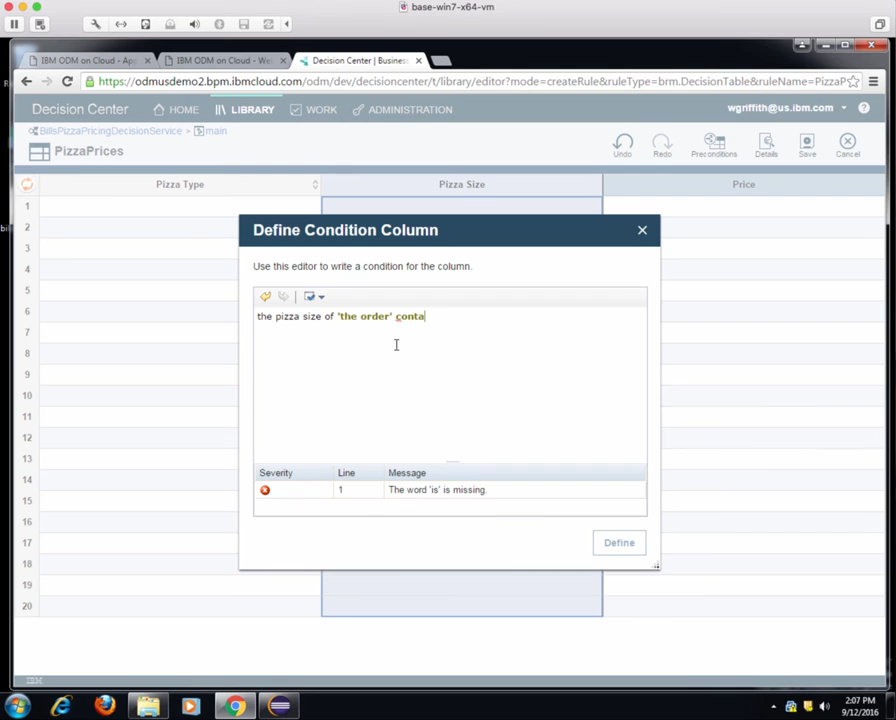 base-win7-x64-vm
IBM ODM on Cloud - App
IBM ODM on Cloud - We
Decision Center | Busines
https://odmusdemo2.bpm.ibmcloud.com/odm/dev/decisioncenter/t/library/editor?mode=createRule&ruleType=brm.DecisionTable&ruleName=PizzaP
Decision Center HOME LIBRARY WORK ADMINISTRATION wgriffith@us.ibm.com
BillsPizzaPricingDecisionService > main
PizzaPrices
Undo Redo Preconditions Details Save Cancel
Pizza Type Pizza Size Price
1
2
3
4
5
6
7
8
9
10
11
12
13
14
15
16
17
18
19
20
Define Condition Column
Use this editor to write a condition for the column.
the pizza size of 'the order' conta
Severity Line Message
1 The word 'is' is missing.
Define
IBM
2:07 PM
9/12/2016